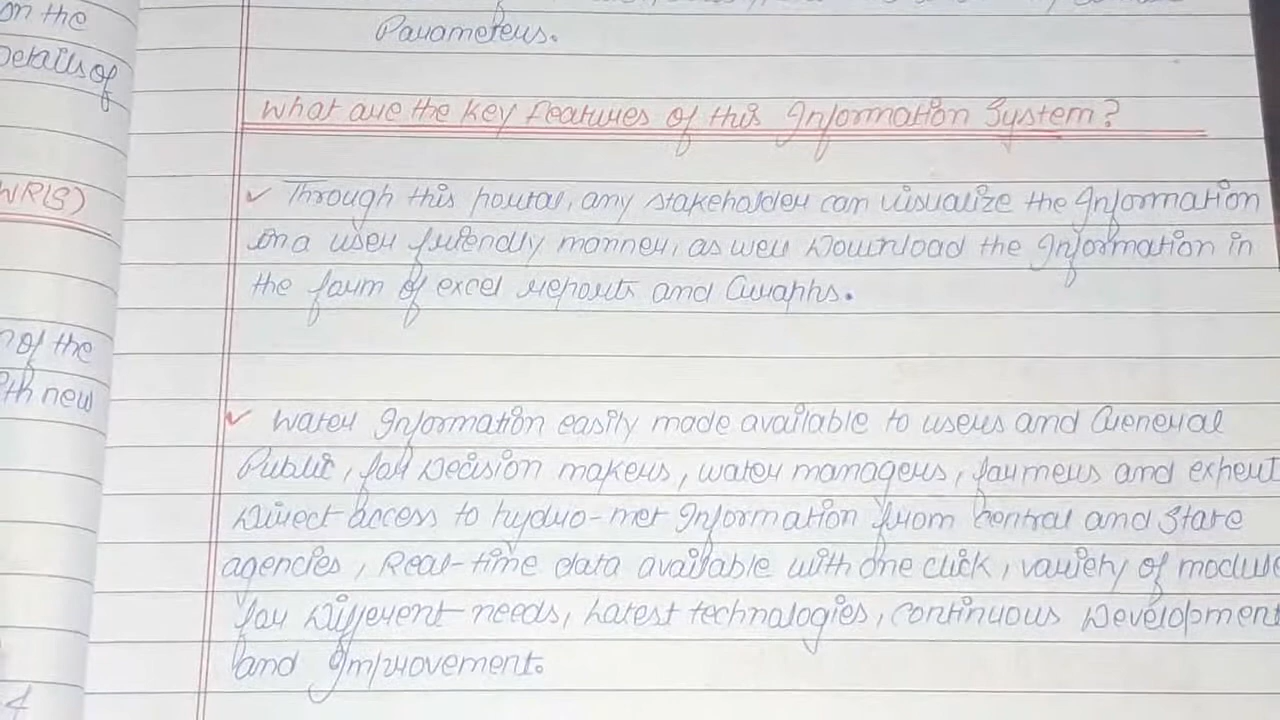 on the
Details of
WRIS)
of the
new
Parameters.
What are the key features of this Information System?
✓ Through this portal, any stakeholder can visualize the Information
in a user friendly manner, as well Download the Information in
the form of excel reports and Graphs.
✓ Water Information easily made available to users and General
Public, for Decision makers, water managers, farmers and expert
Direct access to hydro-met Information from central and state
agencies, Real-time data available with one click, variety of module
for Different needs, Latest technologies, continuous Development
and Improvement.